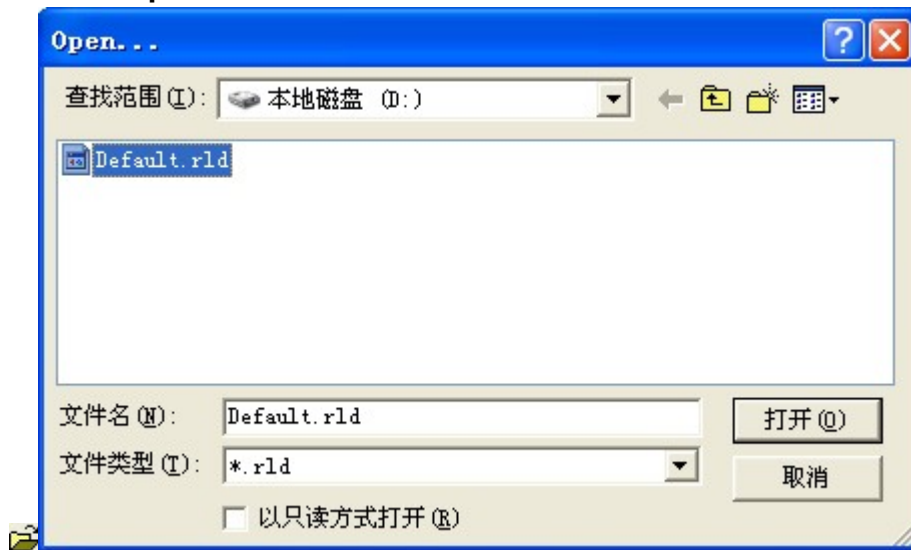 Open...
查找范围(I): 本地磁盘 (D:)
Default.rld
文件名(N): Default.rld 打开(O)
文件类型(T): *.rld 取消
以只读方式打开(R)